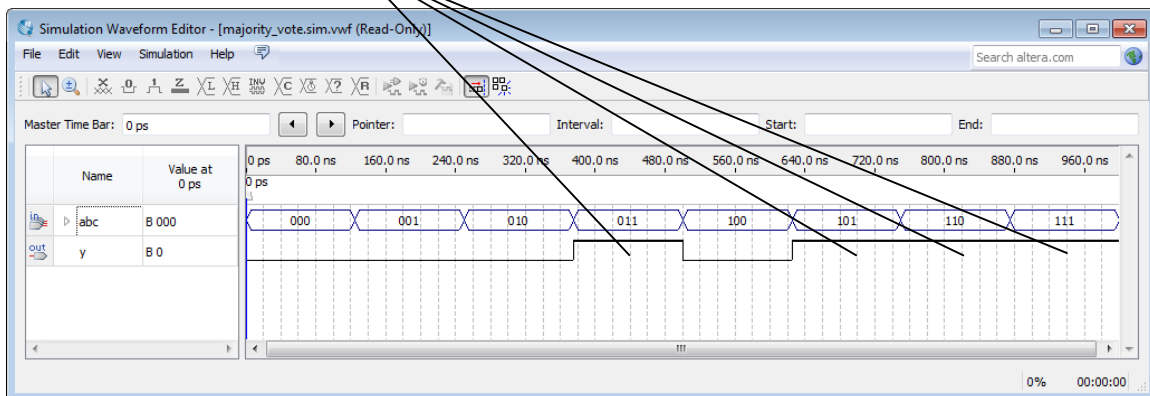 Simulation Waveform Editor - [majority_vote.sim.vwf (Read-Only)]
File Edit View Simulation Help
Search altera.com
Master Time Bar: 0 ps Pointer: Interval: Start: End:
Name Value at 0 ps
0 ps 80.0 ns 160.0 ns 240.0 ns 320.0 ns 400.0 ns 480.0 ns 560.0 ns 640.0 ns 720.0 ns 800.0 ns 880.0 ns 960.0 ns
0 ps
in abc B 000 000 001 010 011 100 101 110 111
out y B 0
0% 00:00:00